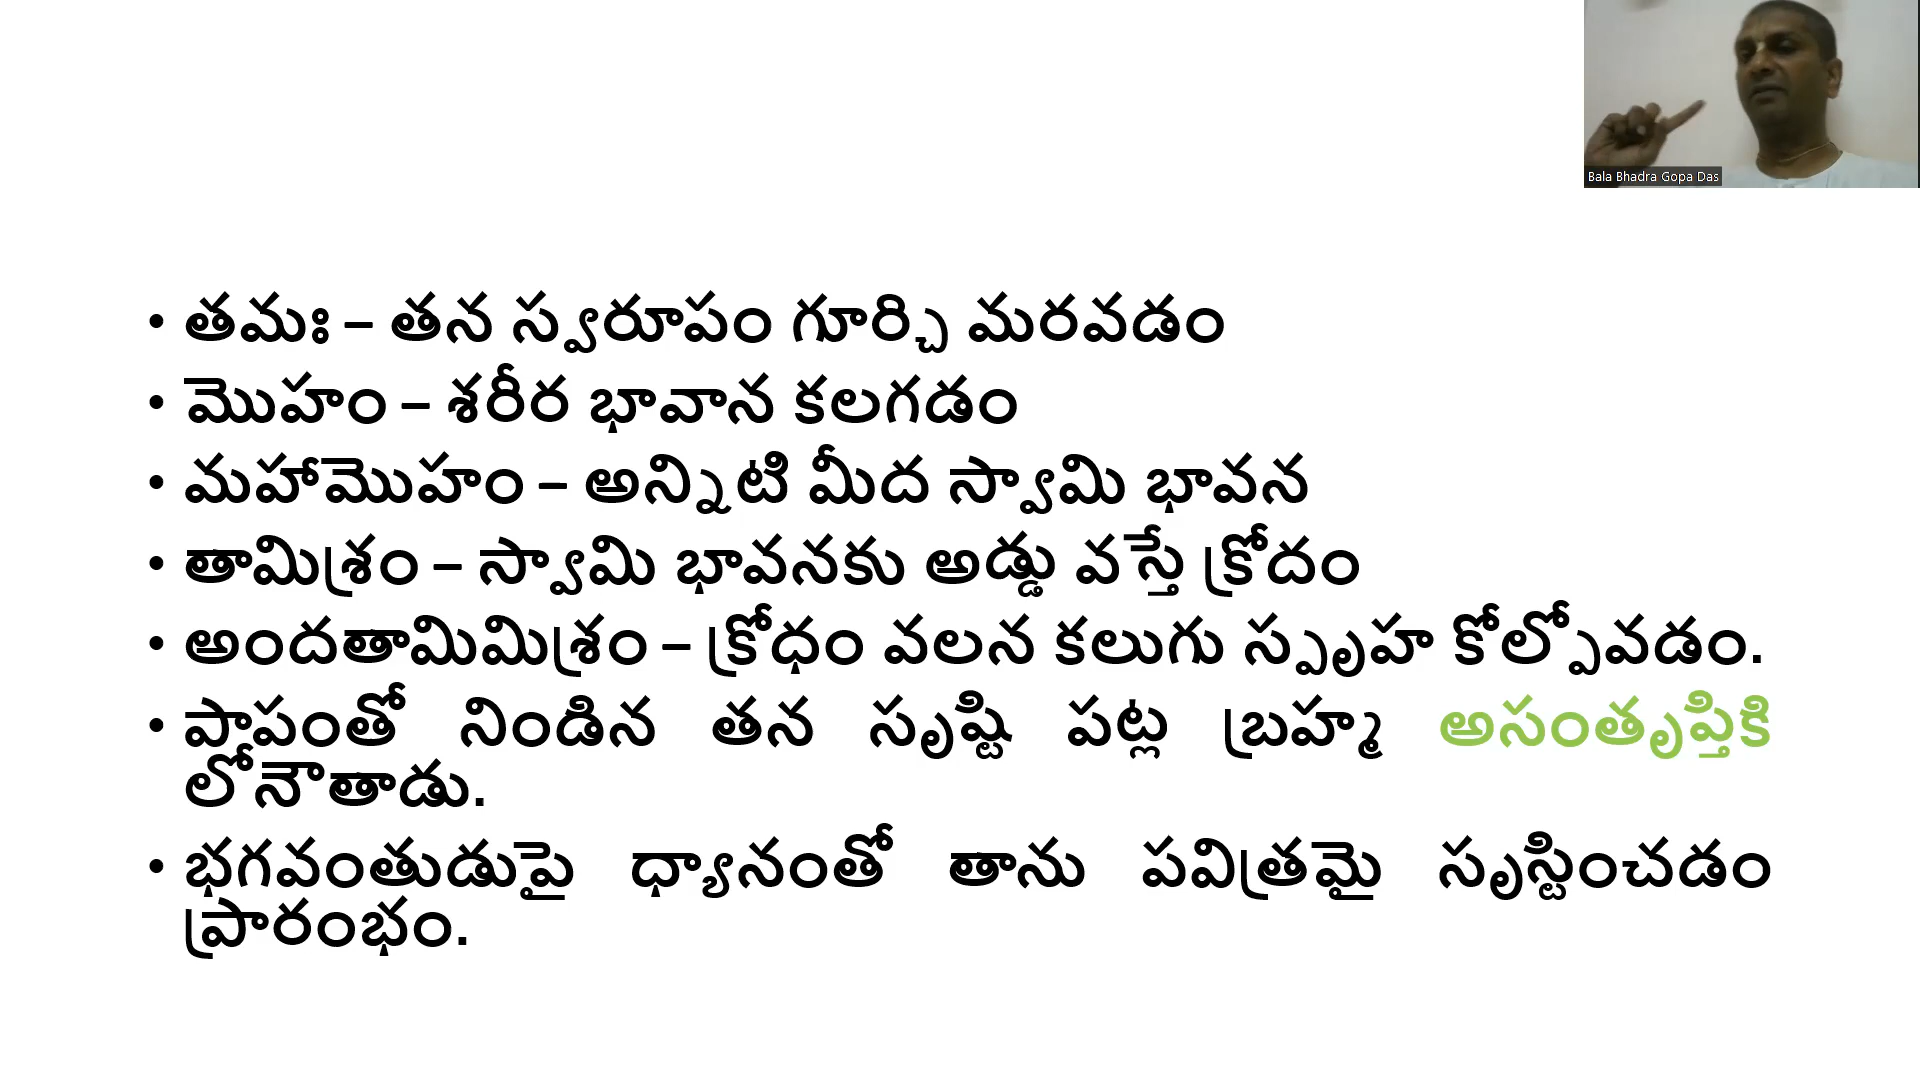 Bala Bhadra Gopa Das
• తమః – తన స్వరూపం గూర్చి మరవడం
• మొహం – శరీర భావాన కలగడం
• మహామొహం – అన్నిటి మీద స్వామి భావన
• తామిశ్రం – స్వామి భావనకు అడ్డు వస్తే క్రోదం
• అందతామిమిశ్రం – క్రోధం వలన కలుగు స్పృహ కోల్పోవడం.
• పాపంతో నిండిన తన సృష్టి పట్ల బ్రహ్మ అసంతృప్తికి
లోనౌతాడు.
• భగవంతుడుపై ధ్యానంతో తాను పవిత్రమై సృస్టించడం
ప్రారంభం.